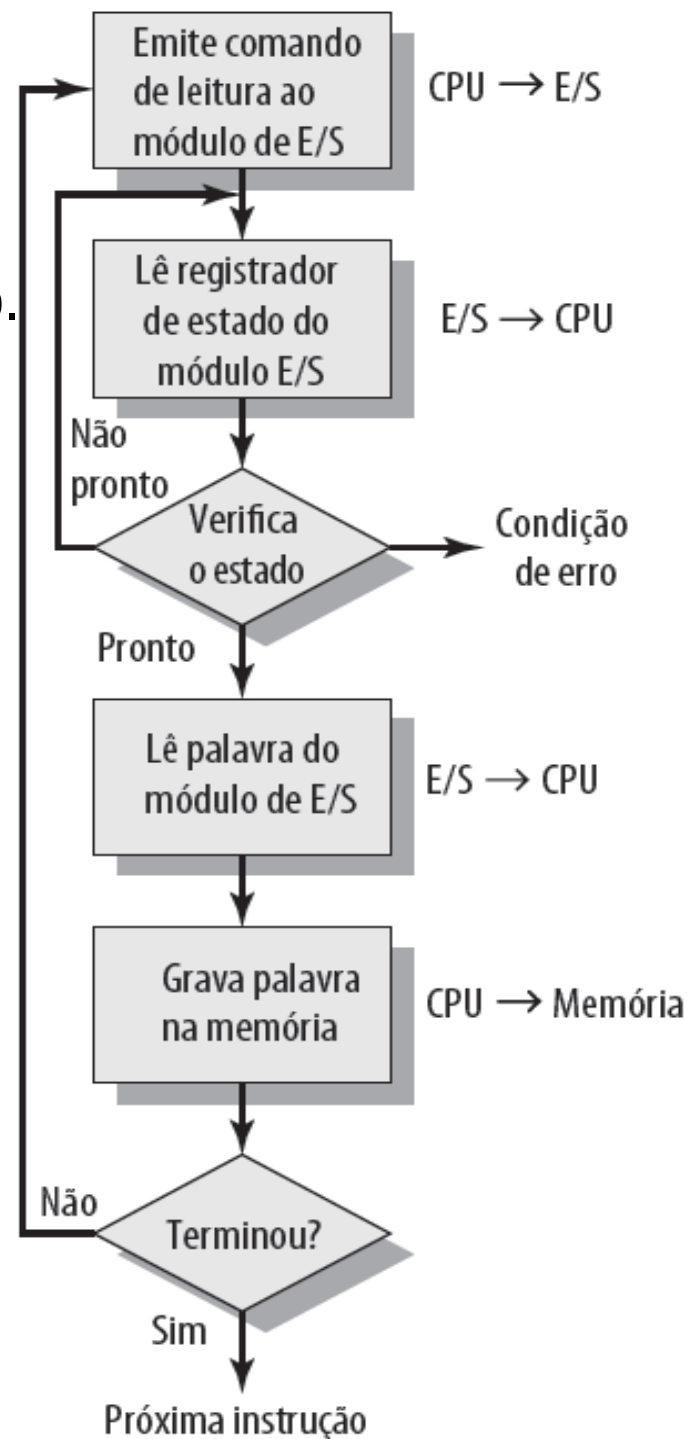 Emite comando
de leitura ao
módulo de E/S
CPU → E/S
Lê registrador
de estado do
módulo E/S
E/S → CPU
Não
pronto
Verifica
o estado
Condição
de erro
Pronto
Lê palavra do
módulo de E/S
E/S → CPU
Grava palavra
na memória
CPU → Memória
Não
Terminou?
Sim
Próxima instrução